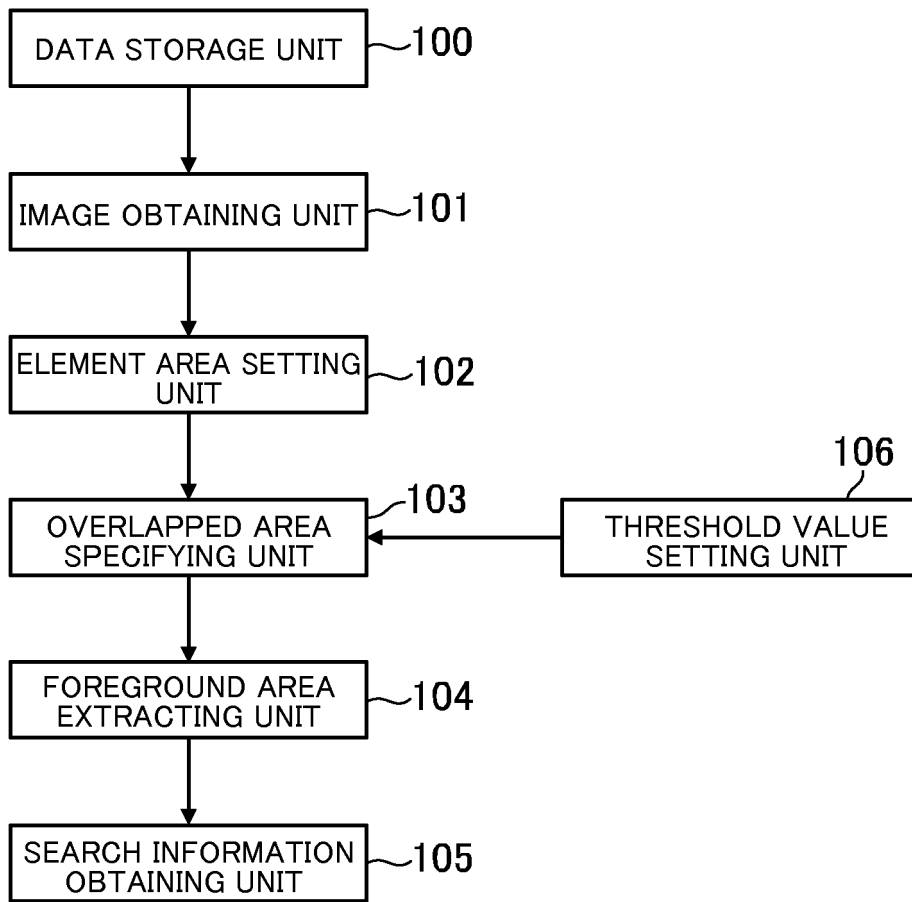 DATA STORAGE UNIT
100
IMAGE OBTAINING UNIT
101
ELEMENT AREA SETTING
UNIT
102
OVERLAPPED AREA
SPECIFYING UNIT
103
THRESHOLD VALUE
SETTING UNIT
106
FOREGROUND AREA
EXTRACTING UNIT
104
SEARCH INFORMATION
OBTAINING UNIT
105